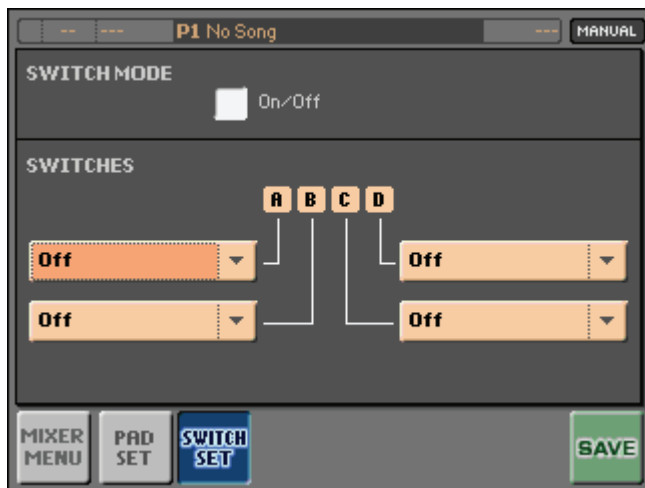 -- --- P1 No Song --- MANUAL
SWITCH MODE
On/Off
SWITCHES
A B C D
Off Off
Off Off
MIXER MENU PAD SET SWITCH SET SAVE